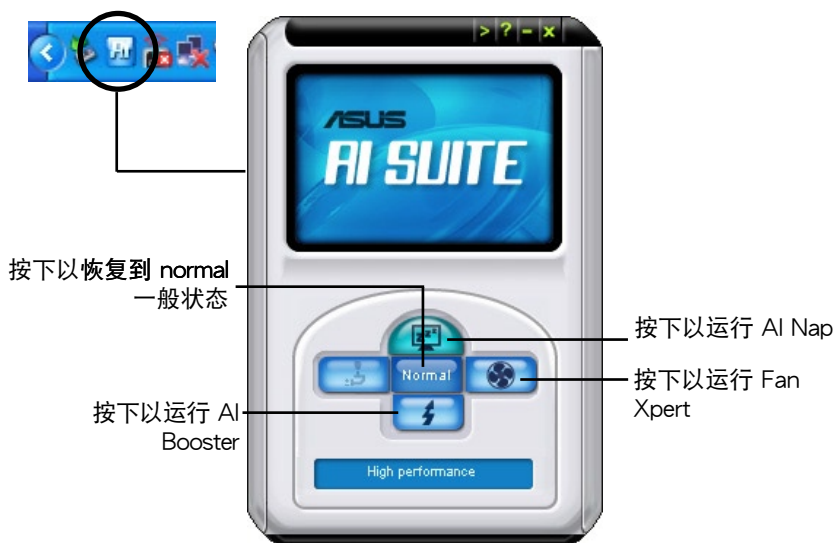 > ? - x
Ai
ASUS
AI SUITE
按下以恢复到 normal
一般状态
zzz
按下以运行 AI Nap
Normal
按下以运行 Fan
Xpert
按下以运行 AI
Booster
High performance